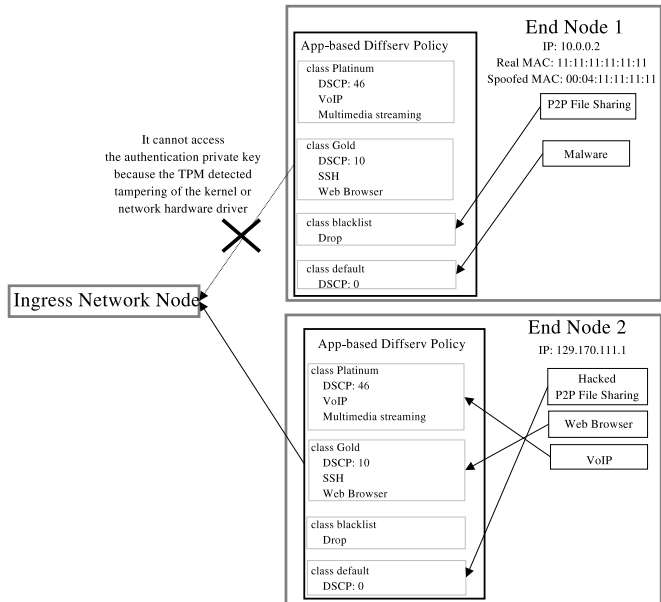 End Node 1
IP: 10.0.0.2
Real MAC: 11:11:11:11:11:11
Spoofed MAC: 00:04:11:11:11:11
App-based Diffserv Policy
class Platinum
DSCP: 46
VoIP
Multimedia streaming
class Gold
DSCP: 10
SSH
Web Browser
class blacklist
Drop
class default
DSCP: 0
P2P File Sharing
Malware
It cannot access
the authentication private key
because the TPM detected
tampering of the kernel or
network hardware driver
Ingress Network Node
End Node 2
IP: 129.170.111.1
App-based Diffserv Policy
class Platinum
DSCP: 46
VoIP
Multimedia streaming
class Gold
DSCP: 10
SSH
Web Browser
class blacklist
Drop
class default
DSCP: 0
Hacked
P2P File Sharing
Web Browser
VoIP